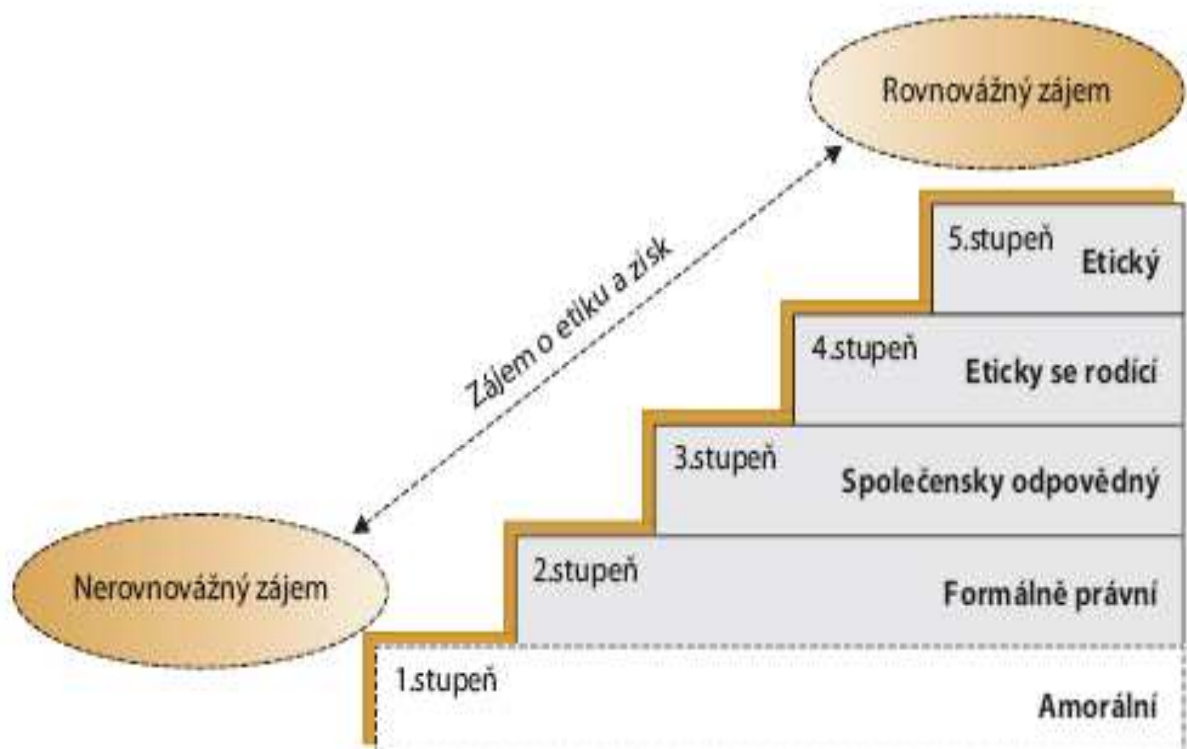 Rovnovážný zájem
Zájem o etiku a zisk
5.stupeň
Etický
4.stupeň
Eticky se rodící
3.stupeň
Společensky odpovědný
Nerovnovážný zájem
2.stupeň
Formálně právní
1.stupeň
Amorální